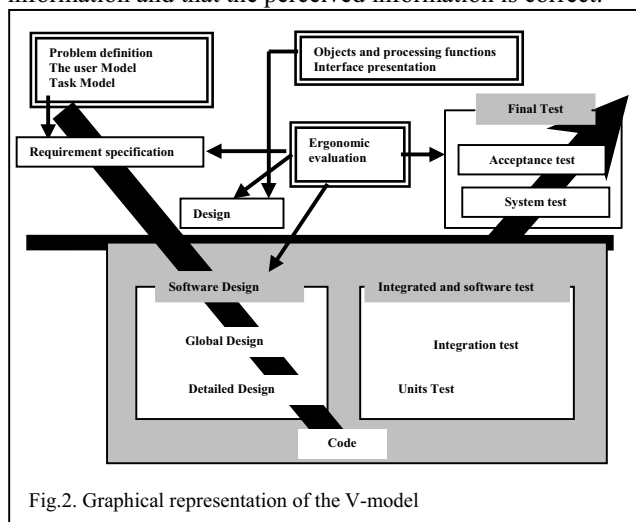 information and that the perceived information is correct.
Problem definition
The user Model
Task Model
Objects and processing functions
Interface presentation
Final Test
Requirement specification
Ergonomic
evaluation
Acceptance test
Design
System test
Software Design
Integrated and software test
Global Design
Integration test
Detailed Design
Units Test
Code
Fig.2. Graphical representation of the V-model